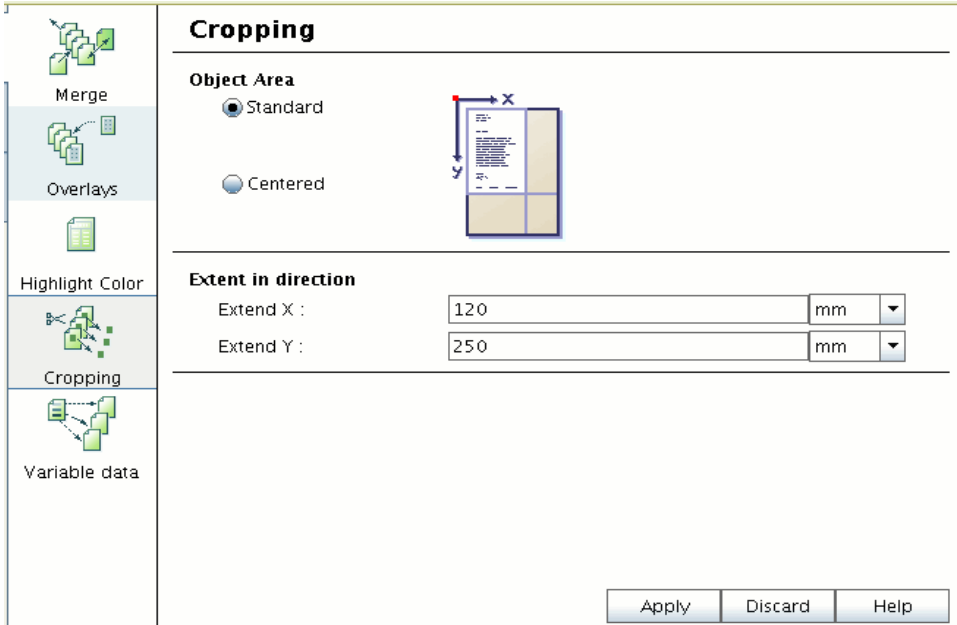 Merge
Overlays
Highlight Color
Cropping
Variable data
Cropping
Object Area
Standard
Centered
X
y
Extent in direction
Extend X :
120
mm
Extend Y :
250
mm
Apply
Discard
Help